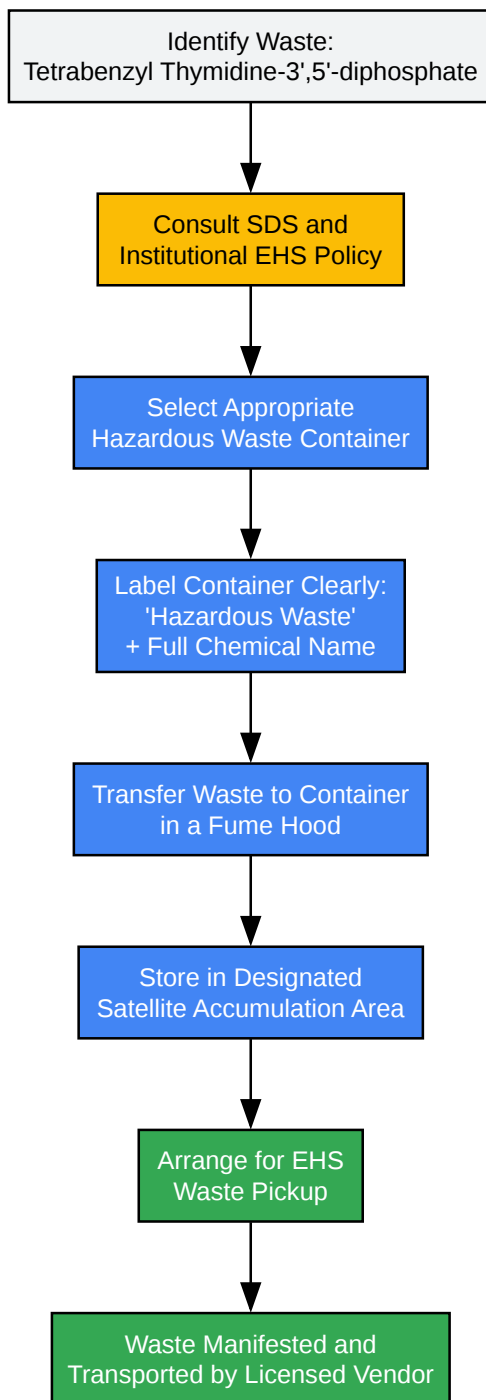 Identify Waste:
Tetrabenzyl Thymidine-3',5'-diphosphate
Consult SDS and
Institutional EHS Policy
Select Appropriate
Hazardous Waste Container
Label Container Clearly:
'Hazardous Waste'
+ Full Chemical Name
Transfer Waste to Container
in a Fume Hood
Store in Designated
Satellite Accumulation Area
Arrange for EHS
Waste Pickup
Waste Manifested and
Transported by Licensed Vendor